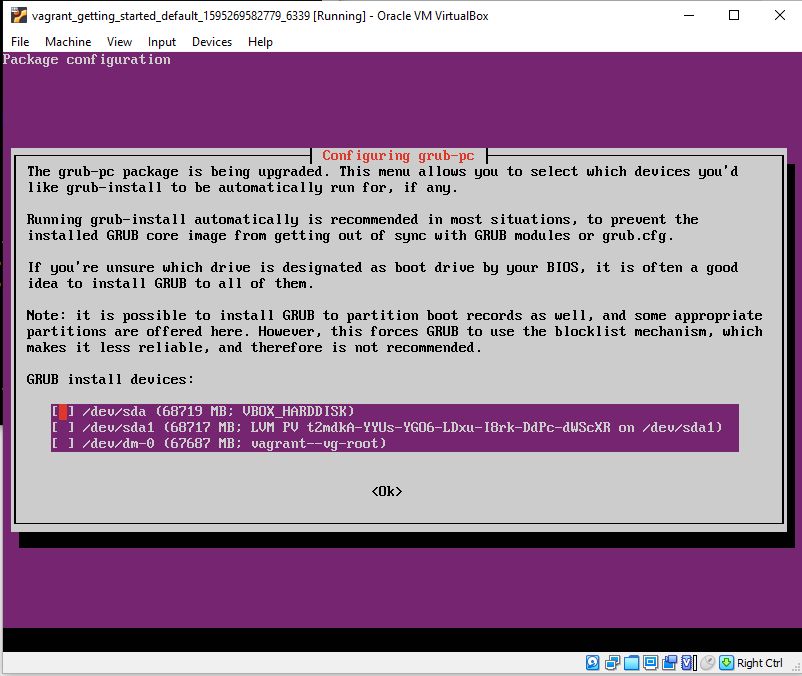 vagrant_getting_started_default_1595269582779_6339 [Running] - Oracle VM VirtualBox
File Machine View Input Devices Help
Package configuration
Configuring grub-pc
The grub-pc package is being upgraded. This menu allows you to select which devices you'd
like grub-install to be automatically run for, if any.
Running grub-install automatically is recommended in most situations, to prevent the
installed GRUB core image from getting out of sync with GRUB modules or grub.cfg.
If you're unsure which drive is designated as boot drive by your BIOS, it is often a good
idea to install GRUB to all of them.
Note: it is possible to install GRUB to partition boot records as well, and some appropriate
partitions are offered here. However, this forces GRUB to use the blocklist mechanism, which
makes it less reliable, and therefore is not recommended.
GRUB install devices:
[ ] /dev/sda (68719 MB; VBOX_HARDDISK)
[ ] /dev/sda1 (68717 MB; LVM PV t2mdkA-YYUs-YGO6-LDxu-I8rk-DdPc-dWScXR on /dev/sda1)
[ ] /dev/dm-0 (67687 MB; vagrant--vg-root)
<Ok>
Right Ctrl